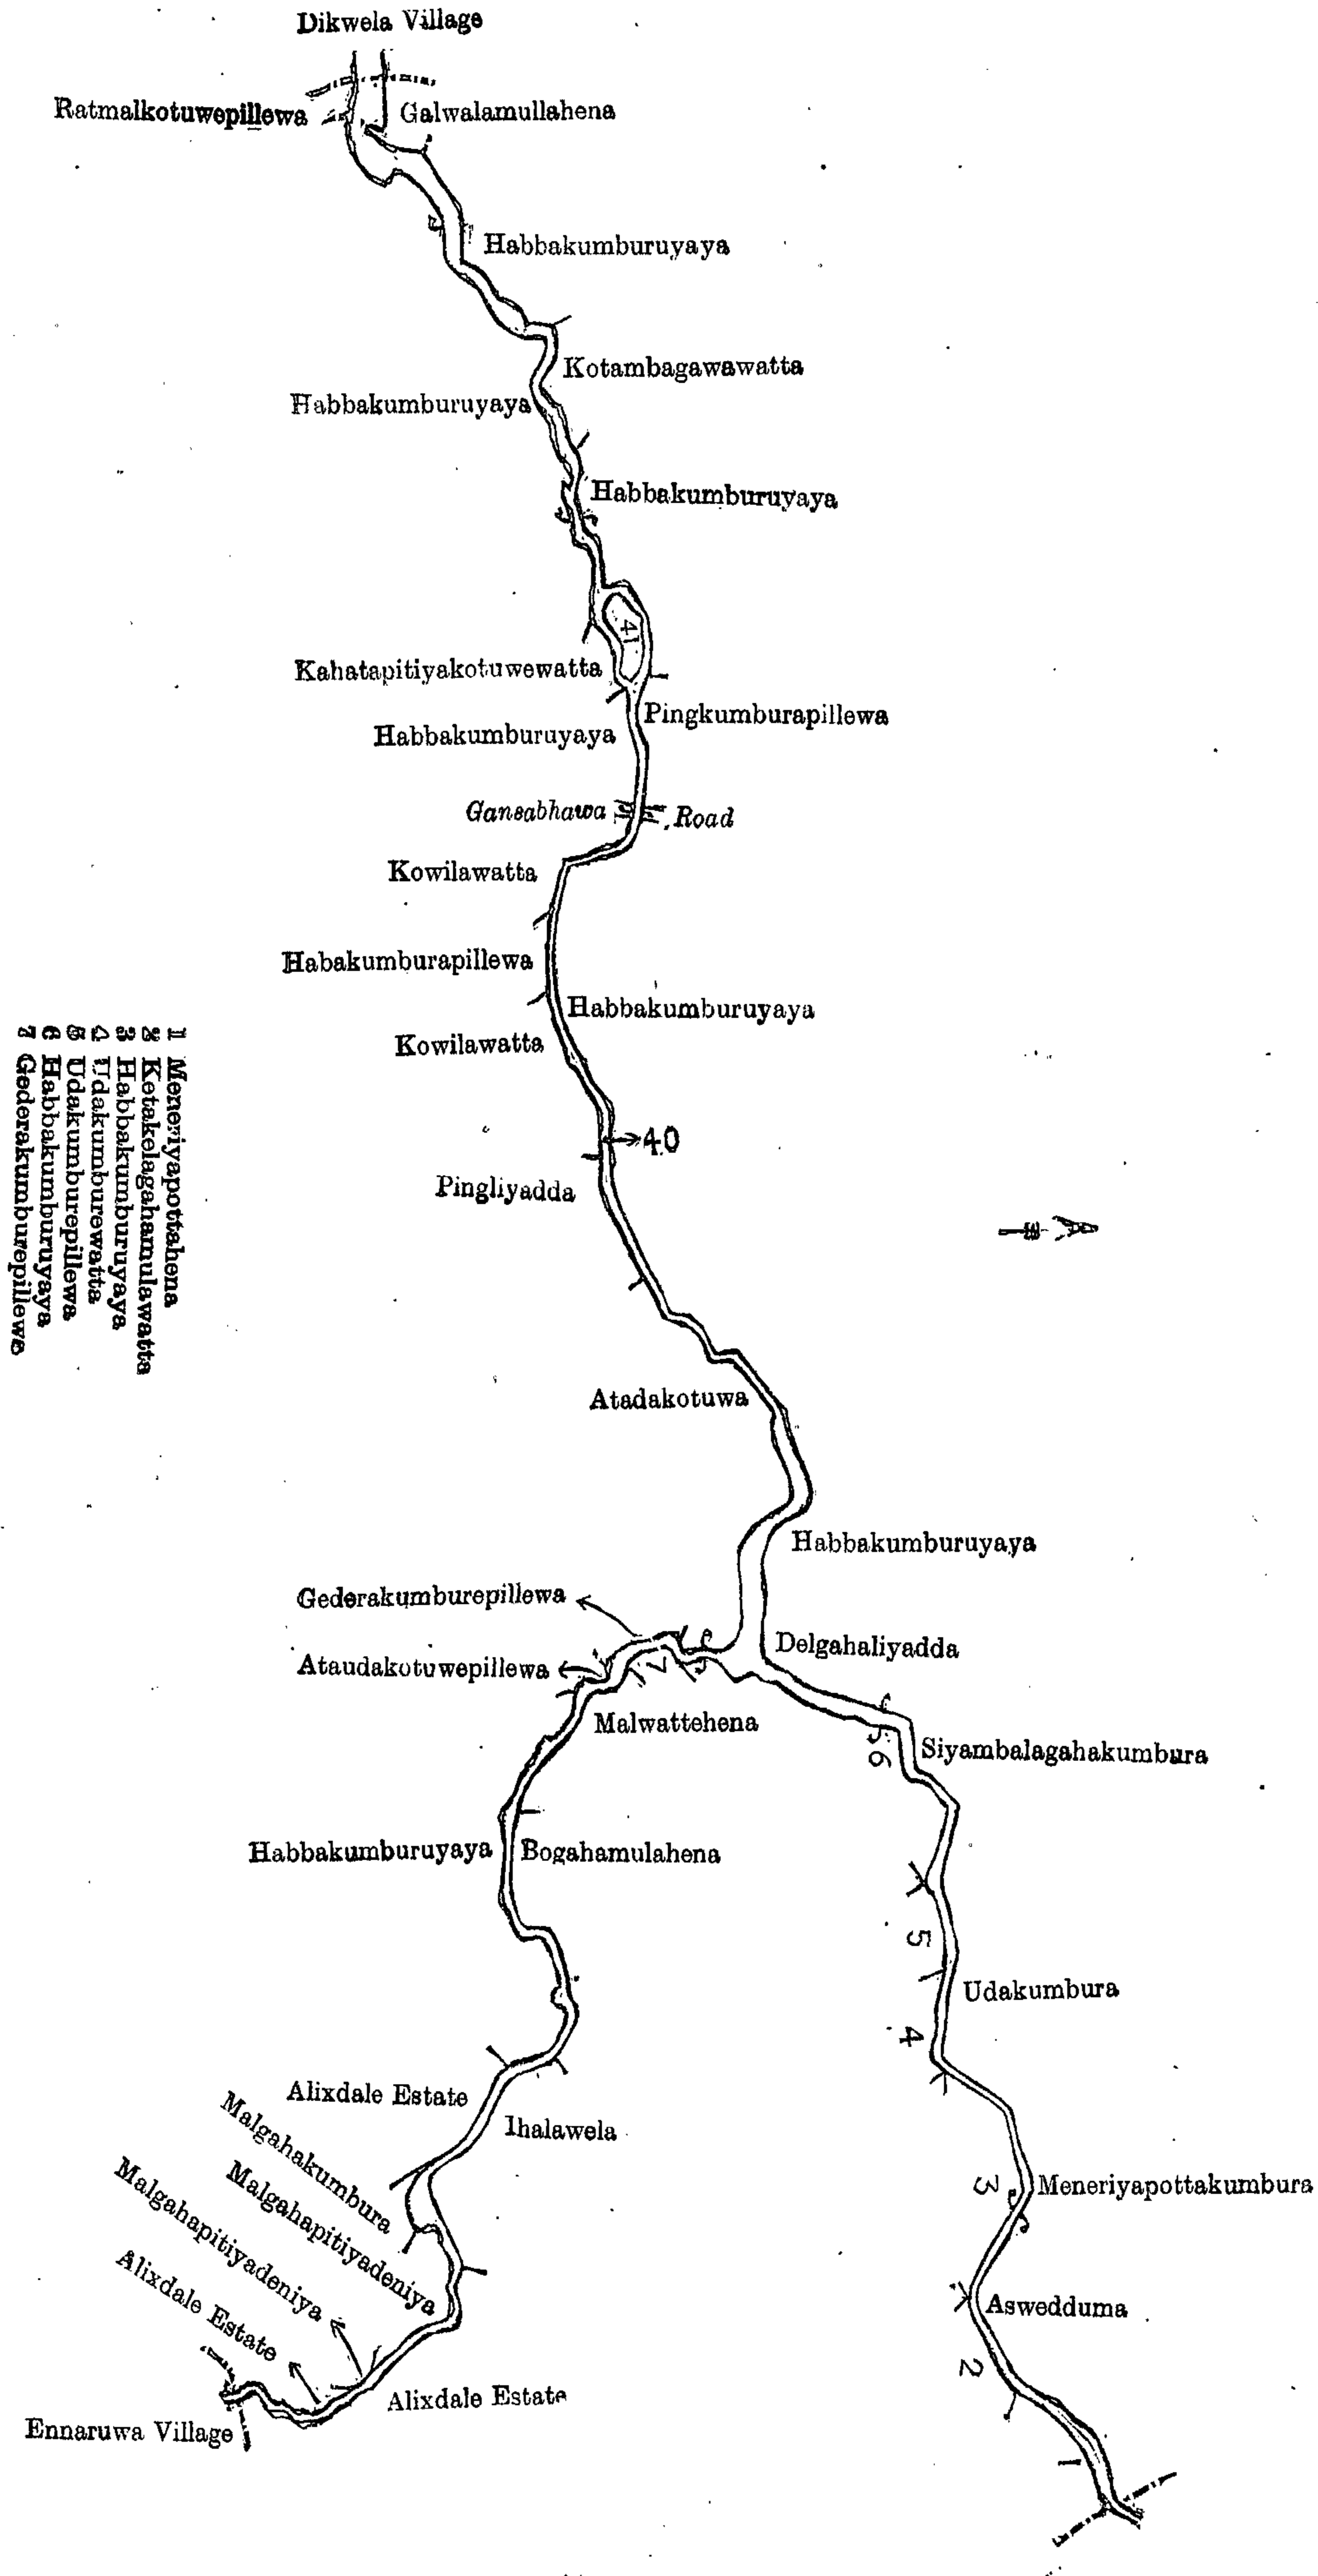 Dikwela Village
Ratmalkotuwepillewa
Galwalamullahena
Habbakumburuyaya
Kotambagawawatta
Habbakumburuyaya
Habbakumburuyaya
41
Kahatapitiyakotuwewatta
Pingkumburapillewa
Habbakumburuyaya
Gansabhawa Road
Kowilawatta
Habakumburapillewa
Habbakumburuyaya
Kowilawatta
40
Pingliyadda
1 Meneriyapottahena
2 Ketakelagahamulawatta
3 Habbakumburuyaya
4 Udakumburewatta
5 Udakumburepillewa
6 Habbakumburuyaya
7 Gederakumburepillewa
Atadakotuwa
Habbakumburuyaya
Gederakumburepillewa
Delgahaliyadda
Ataudakotuwepillewa
7
Malwattehena
5
6
Siyambalagahakumbura
Habbakumburuyaya
Bogahamulahena
5
Udakumbura
4
Alixdale Estate
Ihalawela
Malgahakumbura
3
Meneriyapottakumbura
Malgahapitiyadeniya
Malgahapitiyadeniya
Aswedduma
Alixdale Estate
2
Alixdale Estate
Ennaruwa Village
1